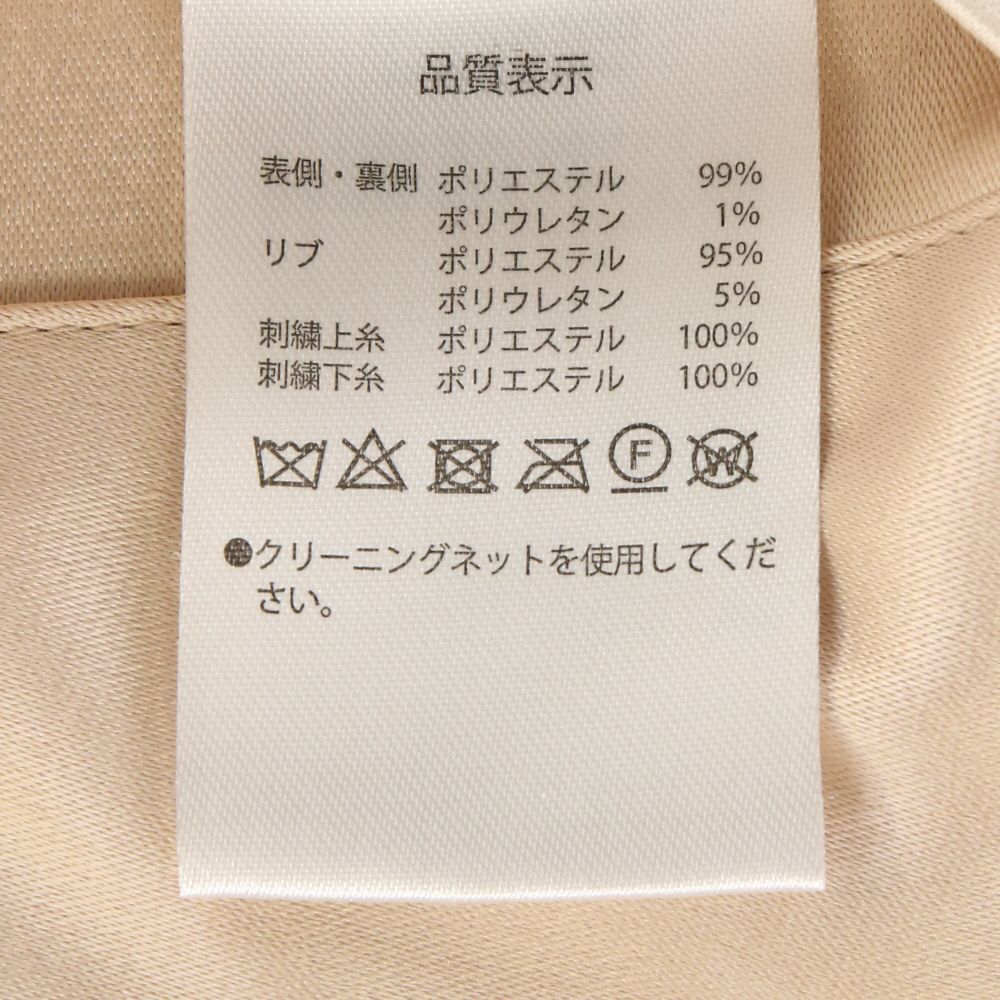 品質表示
表側・裏側 ポリエステル 99%
ポリウレタン 1%
リブ ポリエステル 95%
ポリウレタン 5%
刺繍上糸 ポリエステル 100%
刺繍下糸 ポリエステル 100%
F W
●クリーニングネットを使用してくだ
さい。